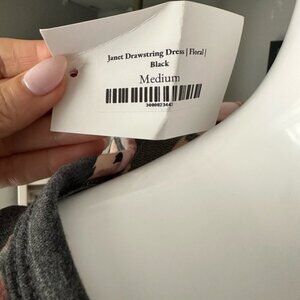 Janet Drawstring Dress | Floral |
Black
Medium